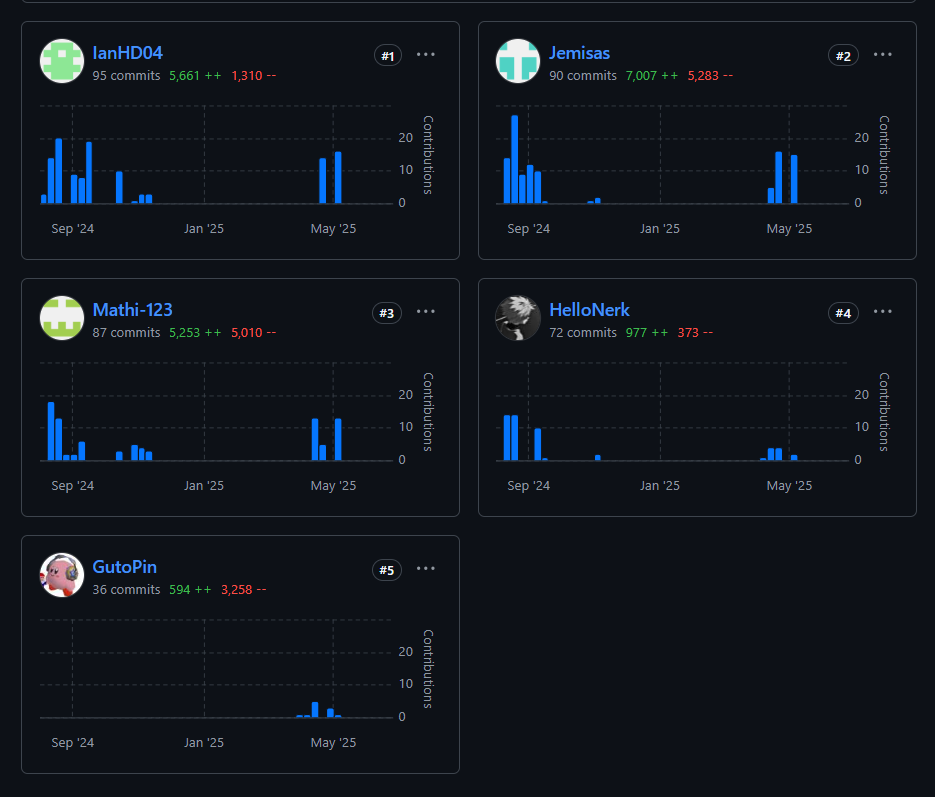 IanHD04 #1 ···
95 commits 5,661 ++ 1,310 --
20
10
0
Contributions
Sep '24 Jan '25 May '25
Jemisas #2 ···
90 commits 7,007 ++ 5,283 --
20
10
0
Contributions
Sep '24 Jan '25 May '25
Mathi-123 #3 ···
87 commits 5,253 ++ 5,010 --
20
10
0
Contributions
Sep '24 Jan '25 May '25
HelloNerk #4 ···
72 commits 977 ++ 373 --
20
10
0
Contributions
Sep '24 Jan '25 May '25
GutoPin #5 ···
36 commits 594 ++ 3,258 --
20
10
0
Contributions
Sep '24 Jan '25 May '25